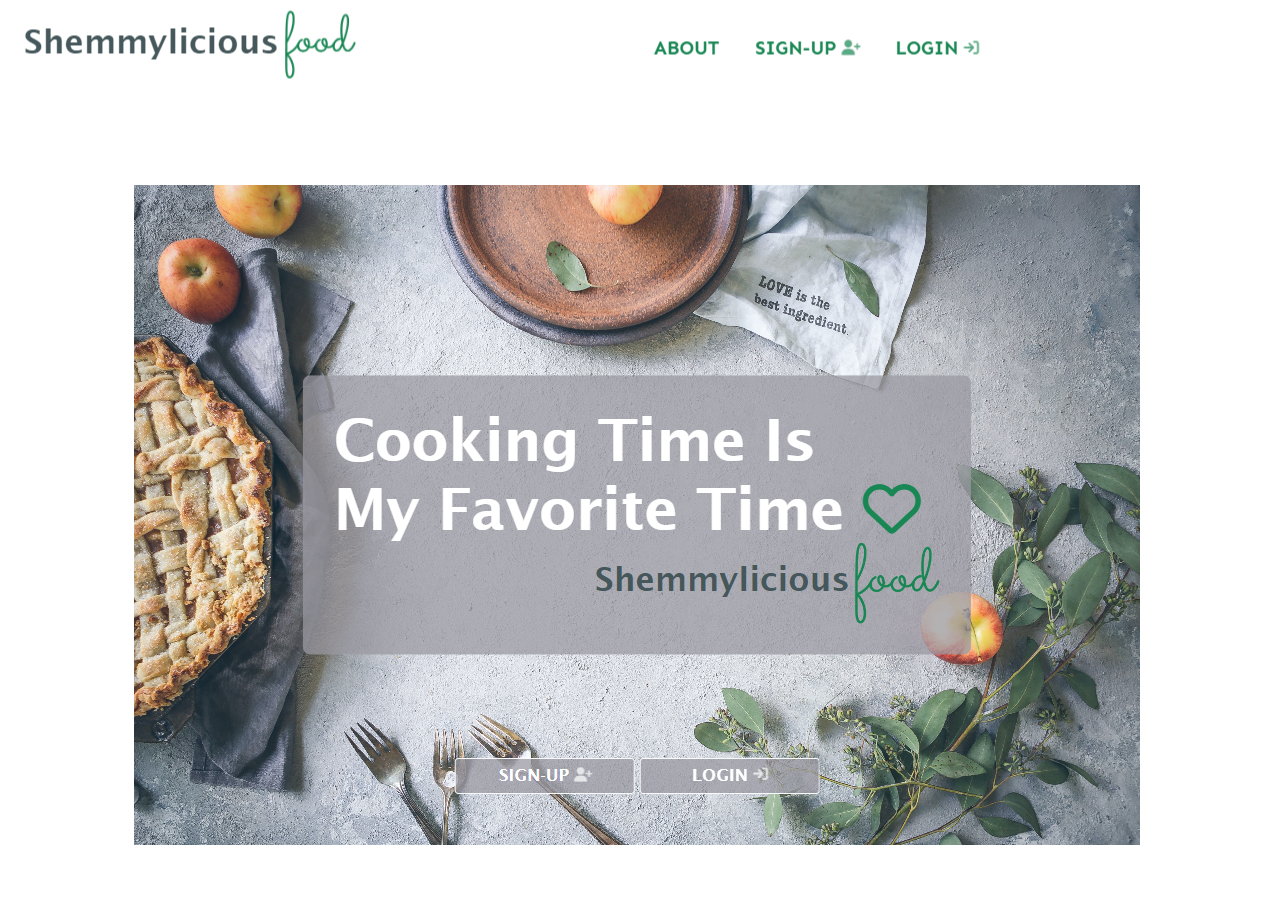 Shemmylicious food
ABOUT SIGN-UP LOGIN
LOVE is the
best ingredient
Cooking Time Is
My Favorite Time
Shemmylicious food
SIGN-UP LOGIN